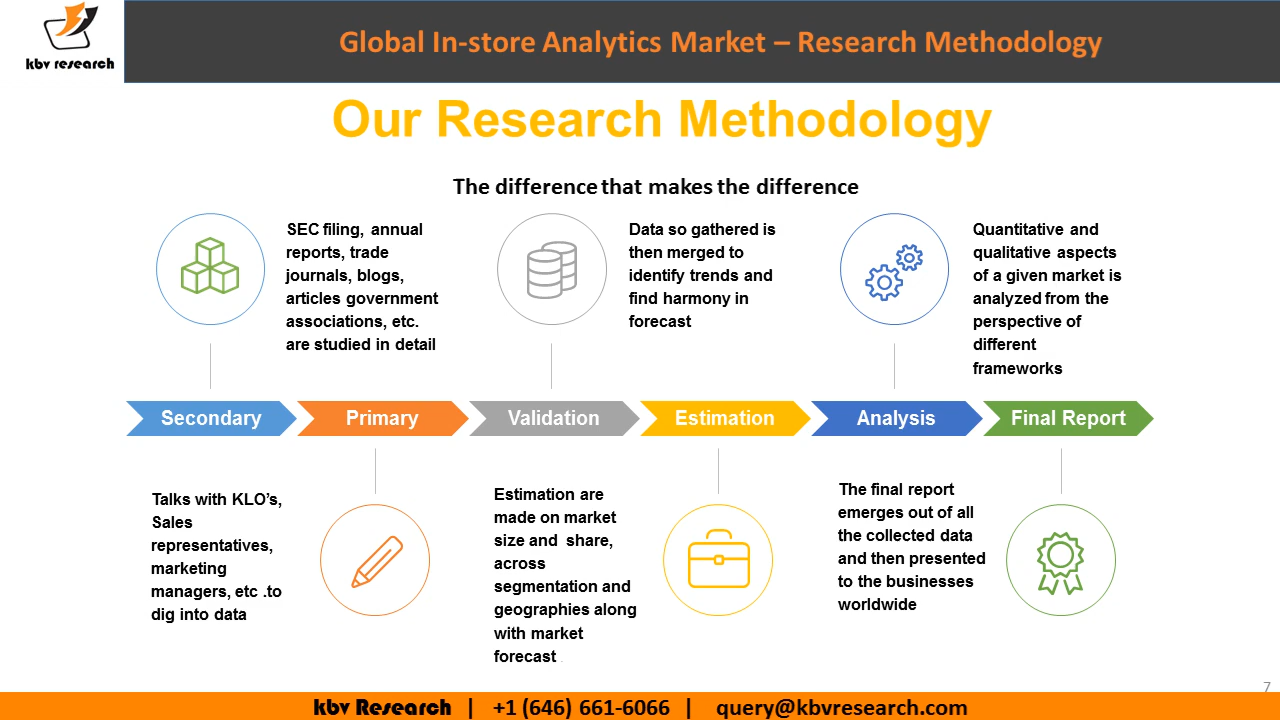 kbv research
Global In-store Analytics Market – Research Methodology
Our Research Methodology
The difference that makes the difference
SEC filing, annual
reports, trade
journals, blogs,
articles government
associations, etc.
are studied in detail
Data so gathered is
then merged to
identify trends and
find harmony in
forecast
Quantitative and
qualitative aspects
of a given market is
analyzed from the
perspective of
different
frameworks
Secondary
Primary
Validation
Estimation
Analysis
Final Report
Talks with KLO’s,
Sales
representatives,
marketing
managers, etc .to
dig into data
Estimation are
made on market
size and share,
across
segmentation and
geographies along
with market
forecast
The final report
emerges out of all
the collected data
and then presented
to the businesses
worldwide
7
kbv Research | +1 (646) 661-6066 | query@kbvresearch.com